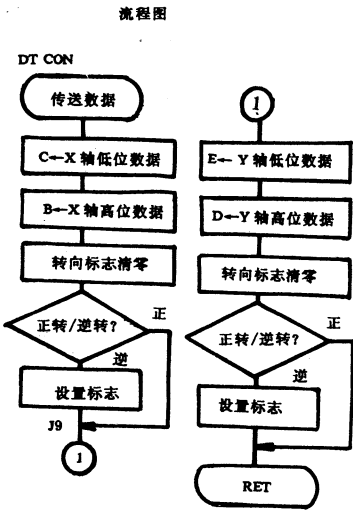 流程图
DT CON
传送数据
C←X 轴低位数据
B←X 轴高位数据
转向标志清零
正转/逆转?
正
逆
设置标志
J9
1
1
E← Y 轴低位数据
D←Y 轴高位数据
转向标志清零
正转/逆转?
正
逆
设置标志
RET